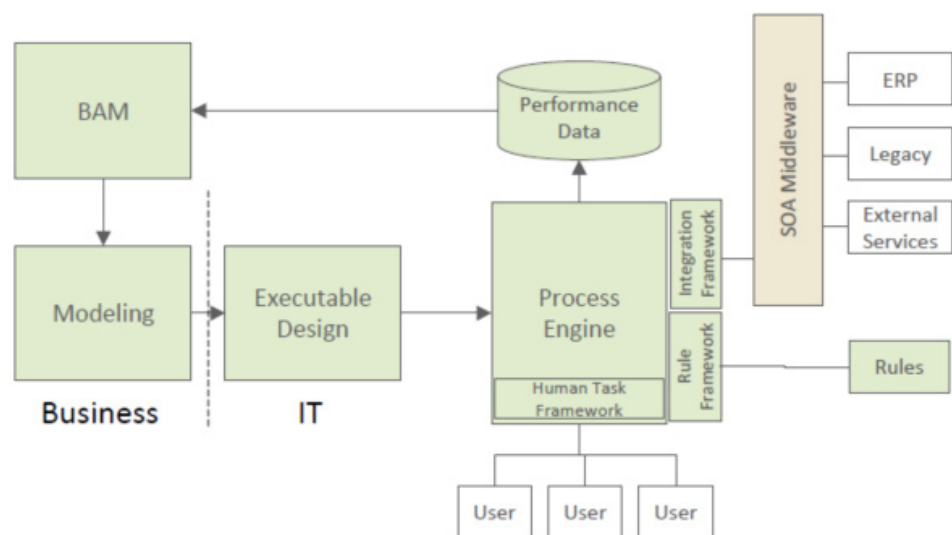 BAM
Performance
Data
SOA Middleware
ERP
Legacy
External
Services
Modeling
Executable
Design
Process
Engine
Integration
Framework
Rule
Framework
Human Task
Framework
Rules
Business
IT
User
User
User